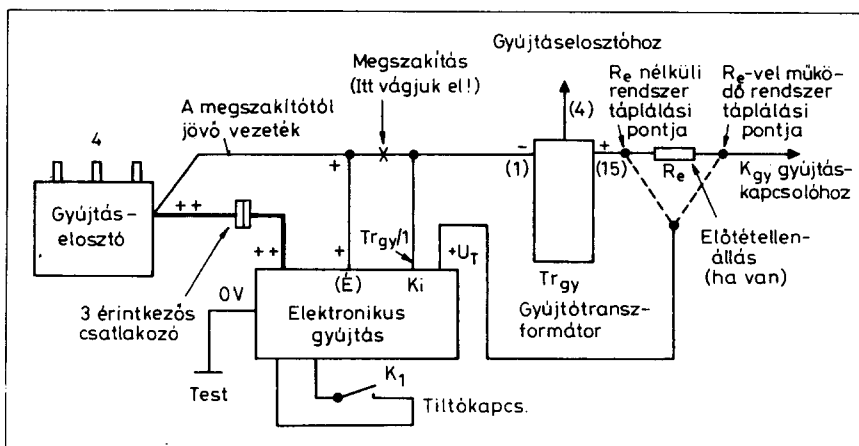 Gyújtáselosztóhoz
Megszakítás
(Itt vágjuk el!)
Re nélküli
rendszer
táplálási
pontja
Re-vel műkö-
dő rendszer
táplálási
pontja
A megszakítótól
jövő vezeték
(4)
4
+
X
−
(1)
+
(15)
Re
Kgy gyújtás-
kapcsolóhoz
Gyújtás-
elosztó
++
++
+
Trgy/1
+UT
Előtétellen-
állás
(ha van)
(É)
Ki
Trgy
Gyújtótransz-
formátor
3 érintkezős
csatlakozó
0V
Elektronikus
gyújtás
Test
K1
Tiltókapcs.